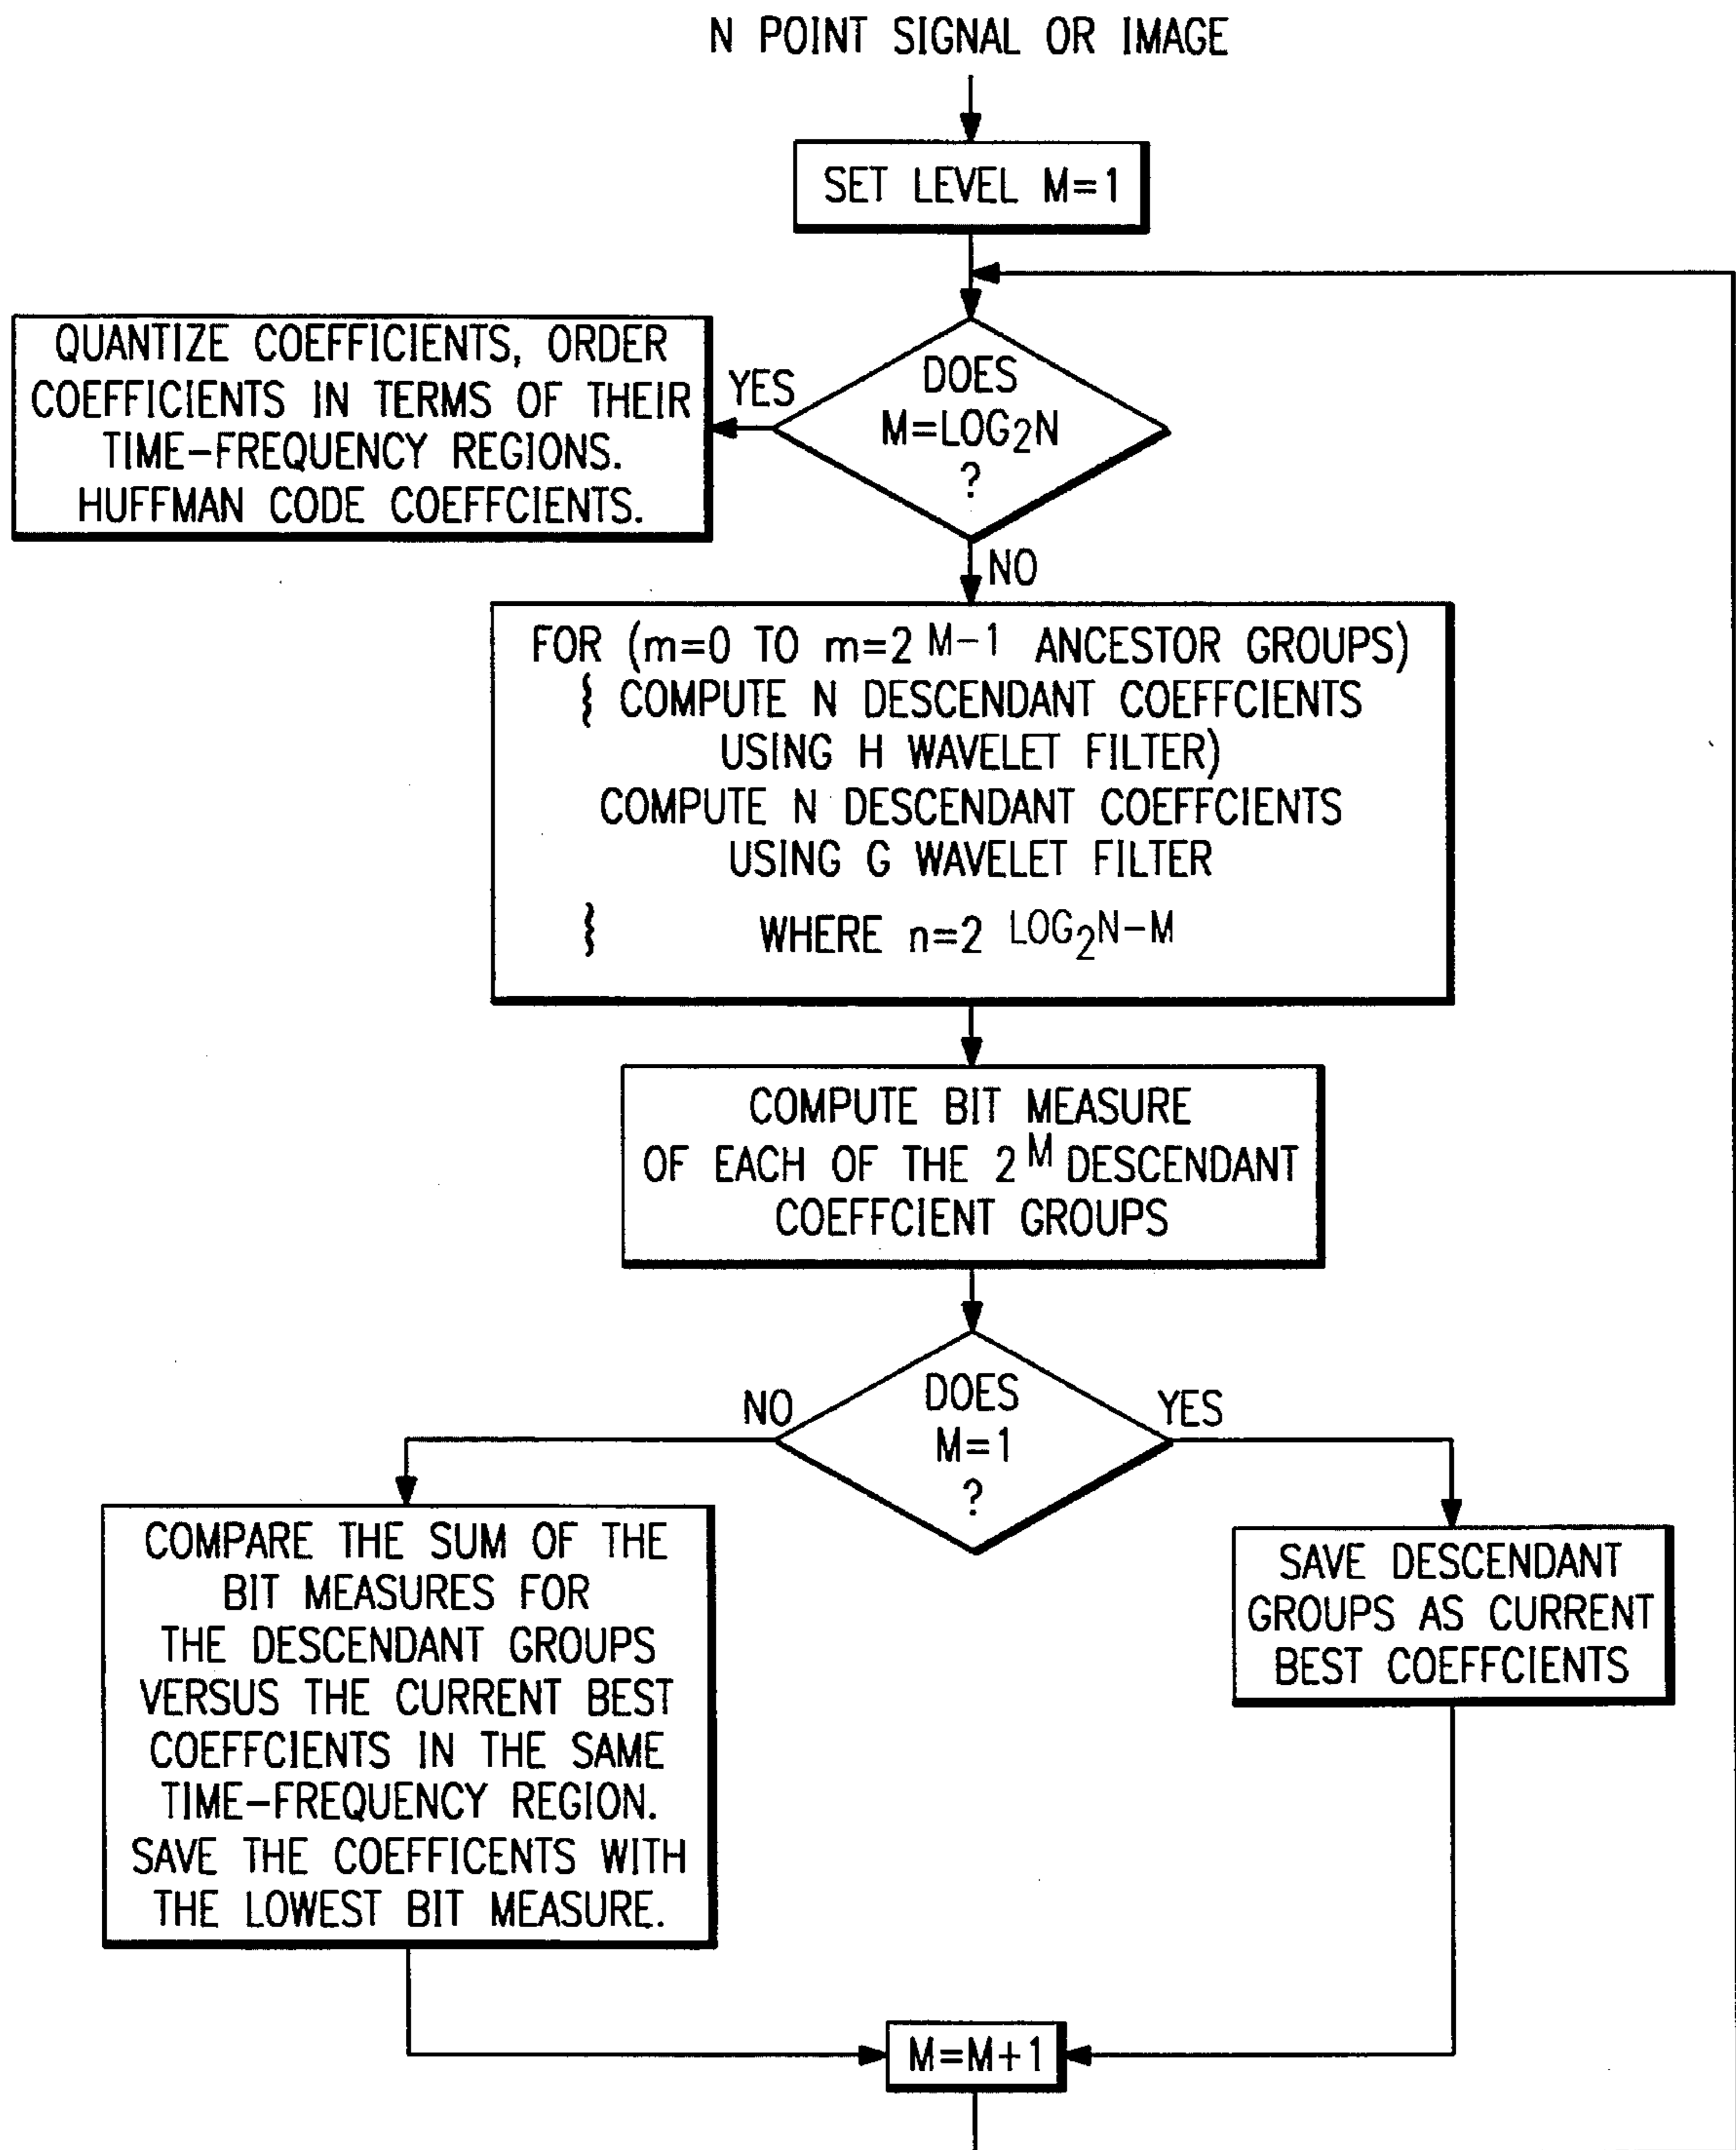 N POINT SIGNAL OR IMAGE
SET LEVEL M=1
DOES
M=LOG2N
?
YES
QUANTIZE COEFFICIENTS, ORDER
COEFFICIENTS IN TERMS OF THEIR
TIME-FREQUENCY REGIONS.
HUFFMAN CODE COEFFCIENTS.
NO
FOR (m=0 TO m=2 M-1 ANCESTOR GROUPS)
{ COMPUTE N DESCENDANT COEFFCIENTS
USING H WAVELET FILTER)
COMPUTE N DESCENDANT COEFFCIENTS
USING G WAVELET FILTER
} WHERE n=2 LOG2N-M
COMPUTE BIT MEASURE
OF EACH OF THE 2 M DESCENDANT
COEFFCIENT GROUPS
DOES
M=1
?
NO
YES
COMPARE THE SUM OF THE
BIT MEASURES FOR
THE DESCENDANT GROUPS
VERSUS THE CURRENT BEST
COEFFCIENTS IN THE SAME
TIME-FREQUENCY REGION.
SAVE THE COEFFICENTS WITH
THE LOWEST BIT MEASURE.
SAVE DESCENDANT
GROUPS AS CURRENT
BEST COEFFCIENTS
M=M+1